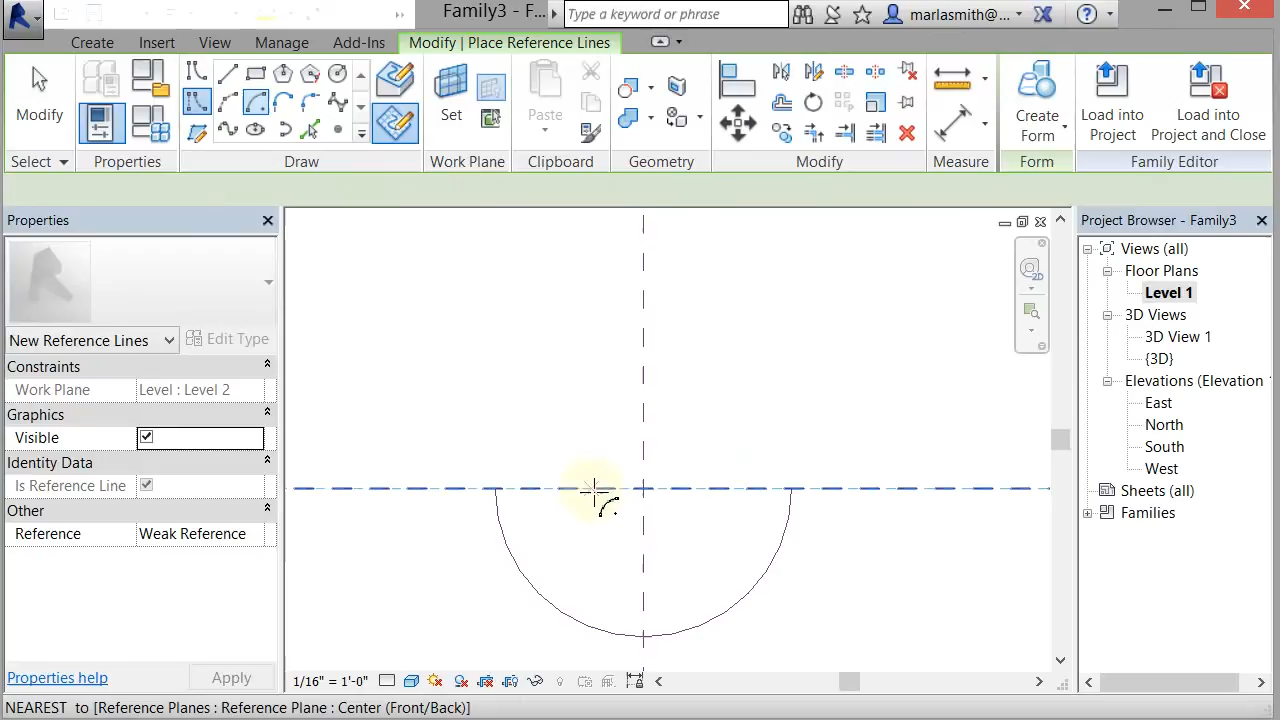 Family3 - F...
Type a keyword or phrase
marlasmith@...
Create
Insert
View
Manage
Add-Ins
Modify | Place Reference Lines
Modify
Set
Paste
Create
Form
Load into
Project
Load into
Project and Close
Select
Properties
Draw
Work Plane
Clipboard
Geometry
Modify
Measure
Form
Family Editor
Properties
New Reference Lines
Edit Type
Constraints
Work Plane
Level : Level 2
Graphics
Visible
Identity Data
Is Reference Line
Other
Reference
Weak Reference
Properties help
Apply
2D
Project Browser - Family3
Views (all)
Floor Plans
Level 1
3D Views
3D View 1
{3D}
Elevations (Elevation
East
North
South
West
Sheets (all)
Families
1/16" = 1'-0"
NEAREST to [Reference Planes : Reference Plane : Center (Front/Back)]